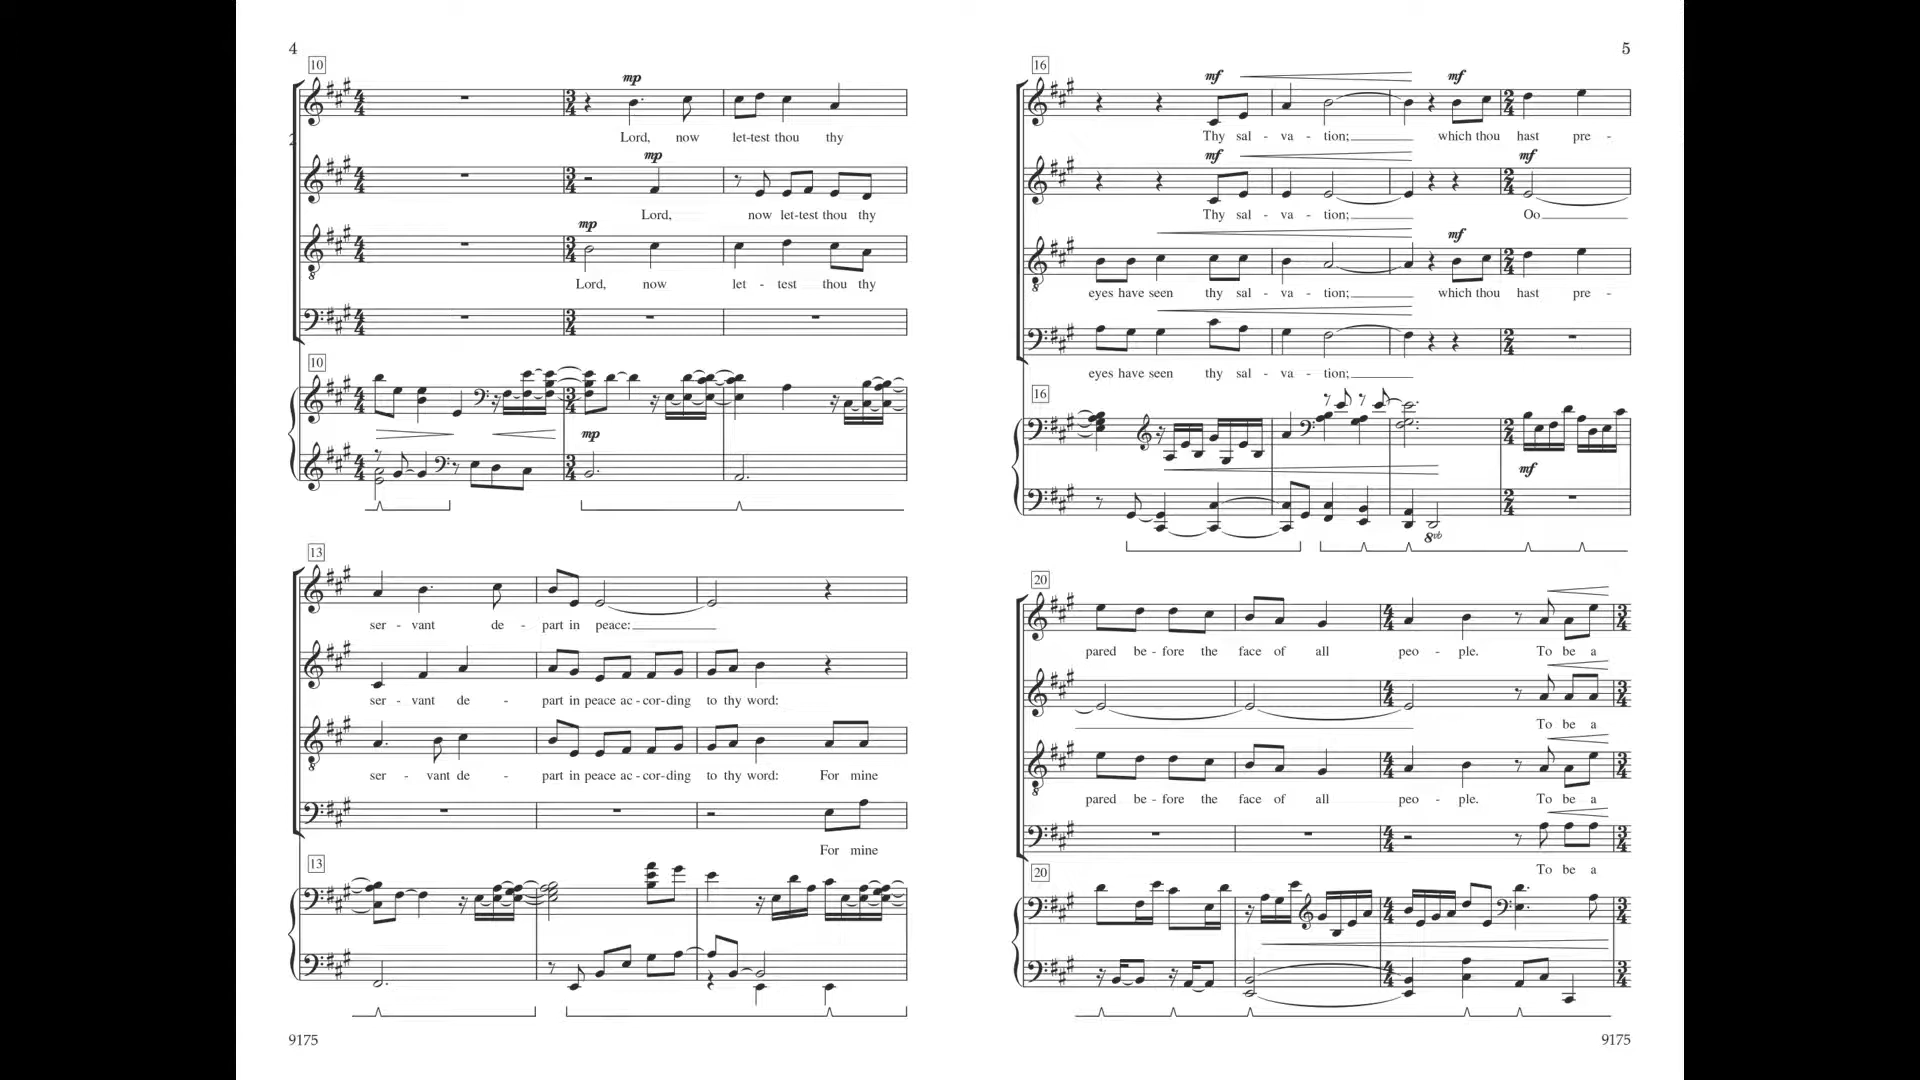 4
10
mp
Lord, now let-test thou thy
mp
Lord, now let-test thou thy
mp
Lord, now let - test thou thy
10
mp
13
ser - vant de - part in peace:
ser - vant de - part in peace ac - cord-ing to thy word:
ser - vant de - part in peace ac - cord-ing to thy word: For mine
For mine
13
9175
5
16
mf mf
Thy sal - va - tion; which thou hast pre -
mf mf
Thy sal - va - tion; Oo
mf
eyes have seen thy sal - va - tion; which thou hast pre -
eyes have seen thy sal - va - tion;
16
mf
8vb
20
pared be - fore the face of all peo - ple. To be a
To be a
pared be - fore the face of all peo - ple. To be a
To be a
20
9175